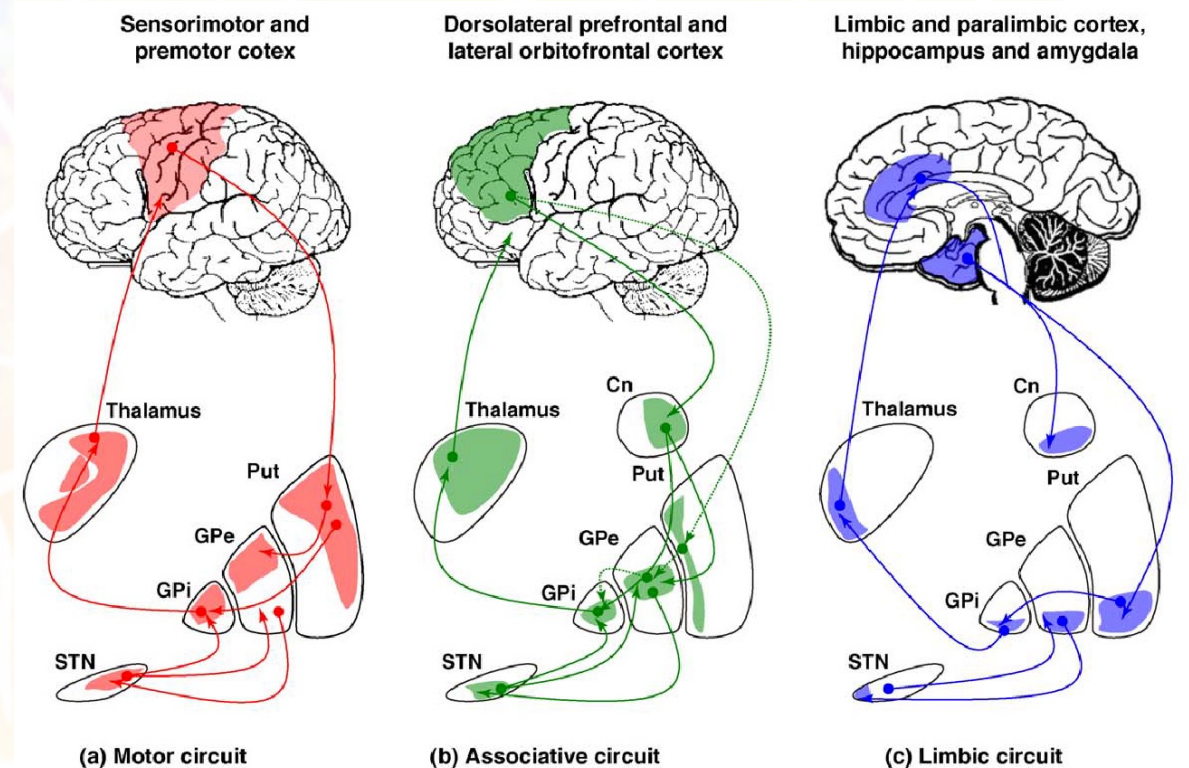 Sensorimotor and
premotor cotex
Dorsolateral prefrontal and
lateral orbitofrontal cortex
Limbic and paralimbic cortex,
hippocampus and amygdala
Thalamus
Put
GPe
GPi
STN
Cn
Thalamus
Put
GPe
GPi
STN
Cn
Thalamus
Put
GPe
GPi
STN
(a) Motor circuit
(b) Associative circuit
(c) Limbic circuit